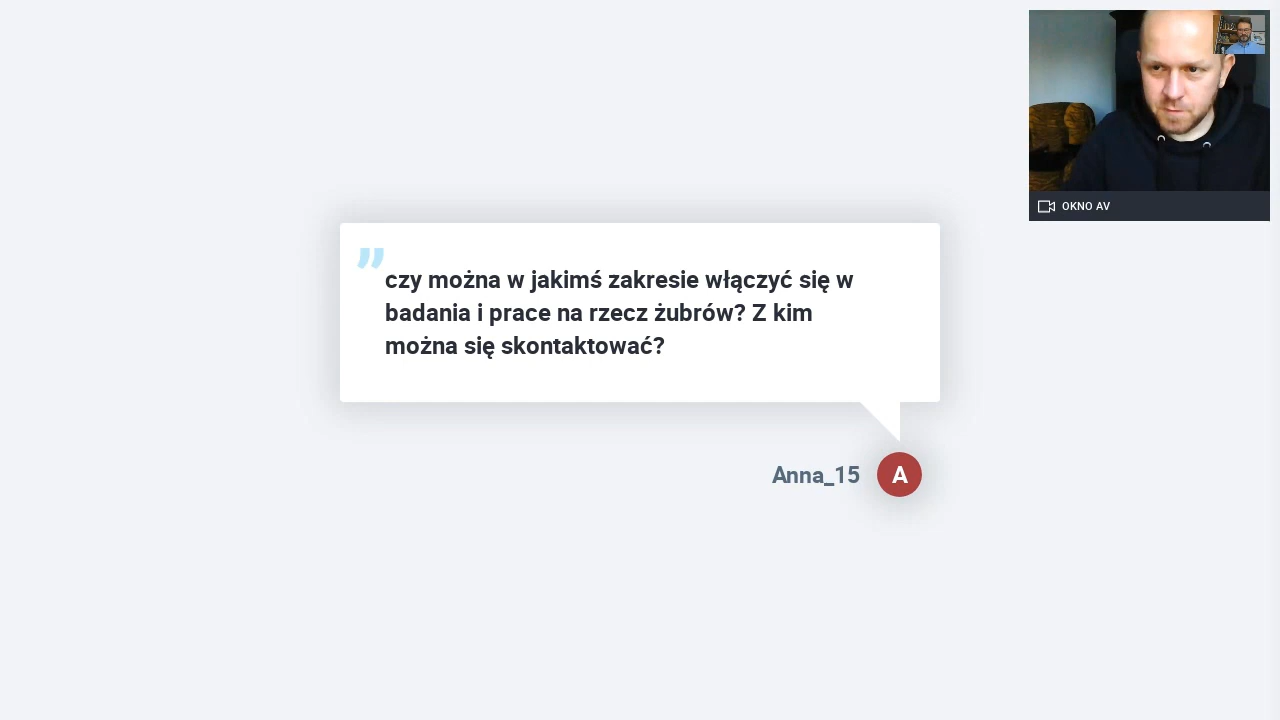 OKNO AV
”
czy można w jakimś zakresie włączyć się w
badania i prace na rzecz żubrów? Z kim
można się skontaktować?
Anna_15
A